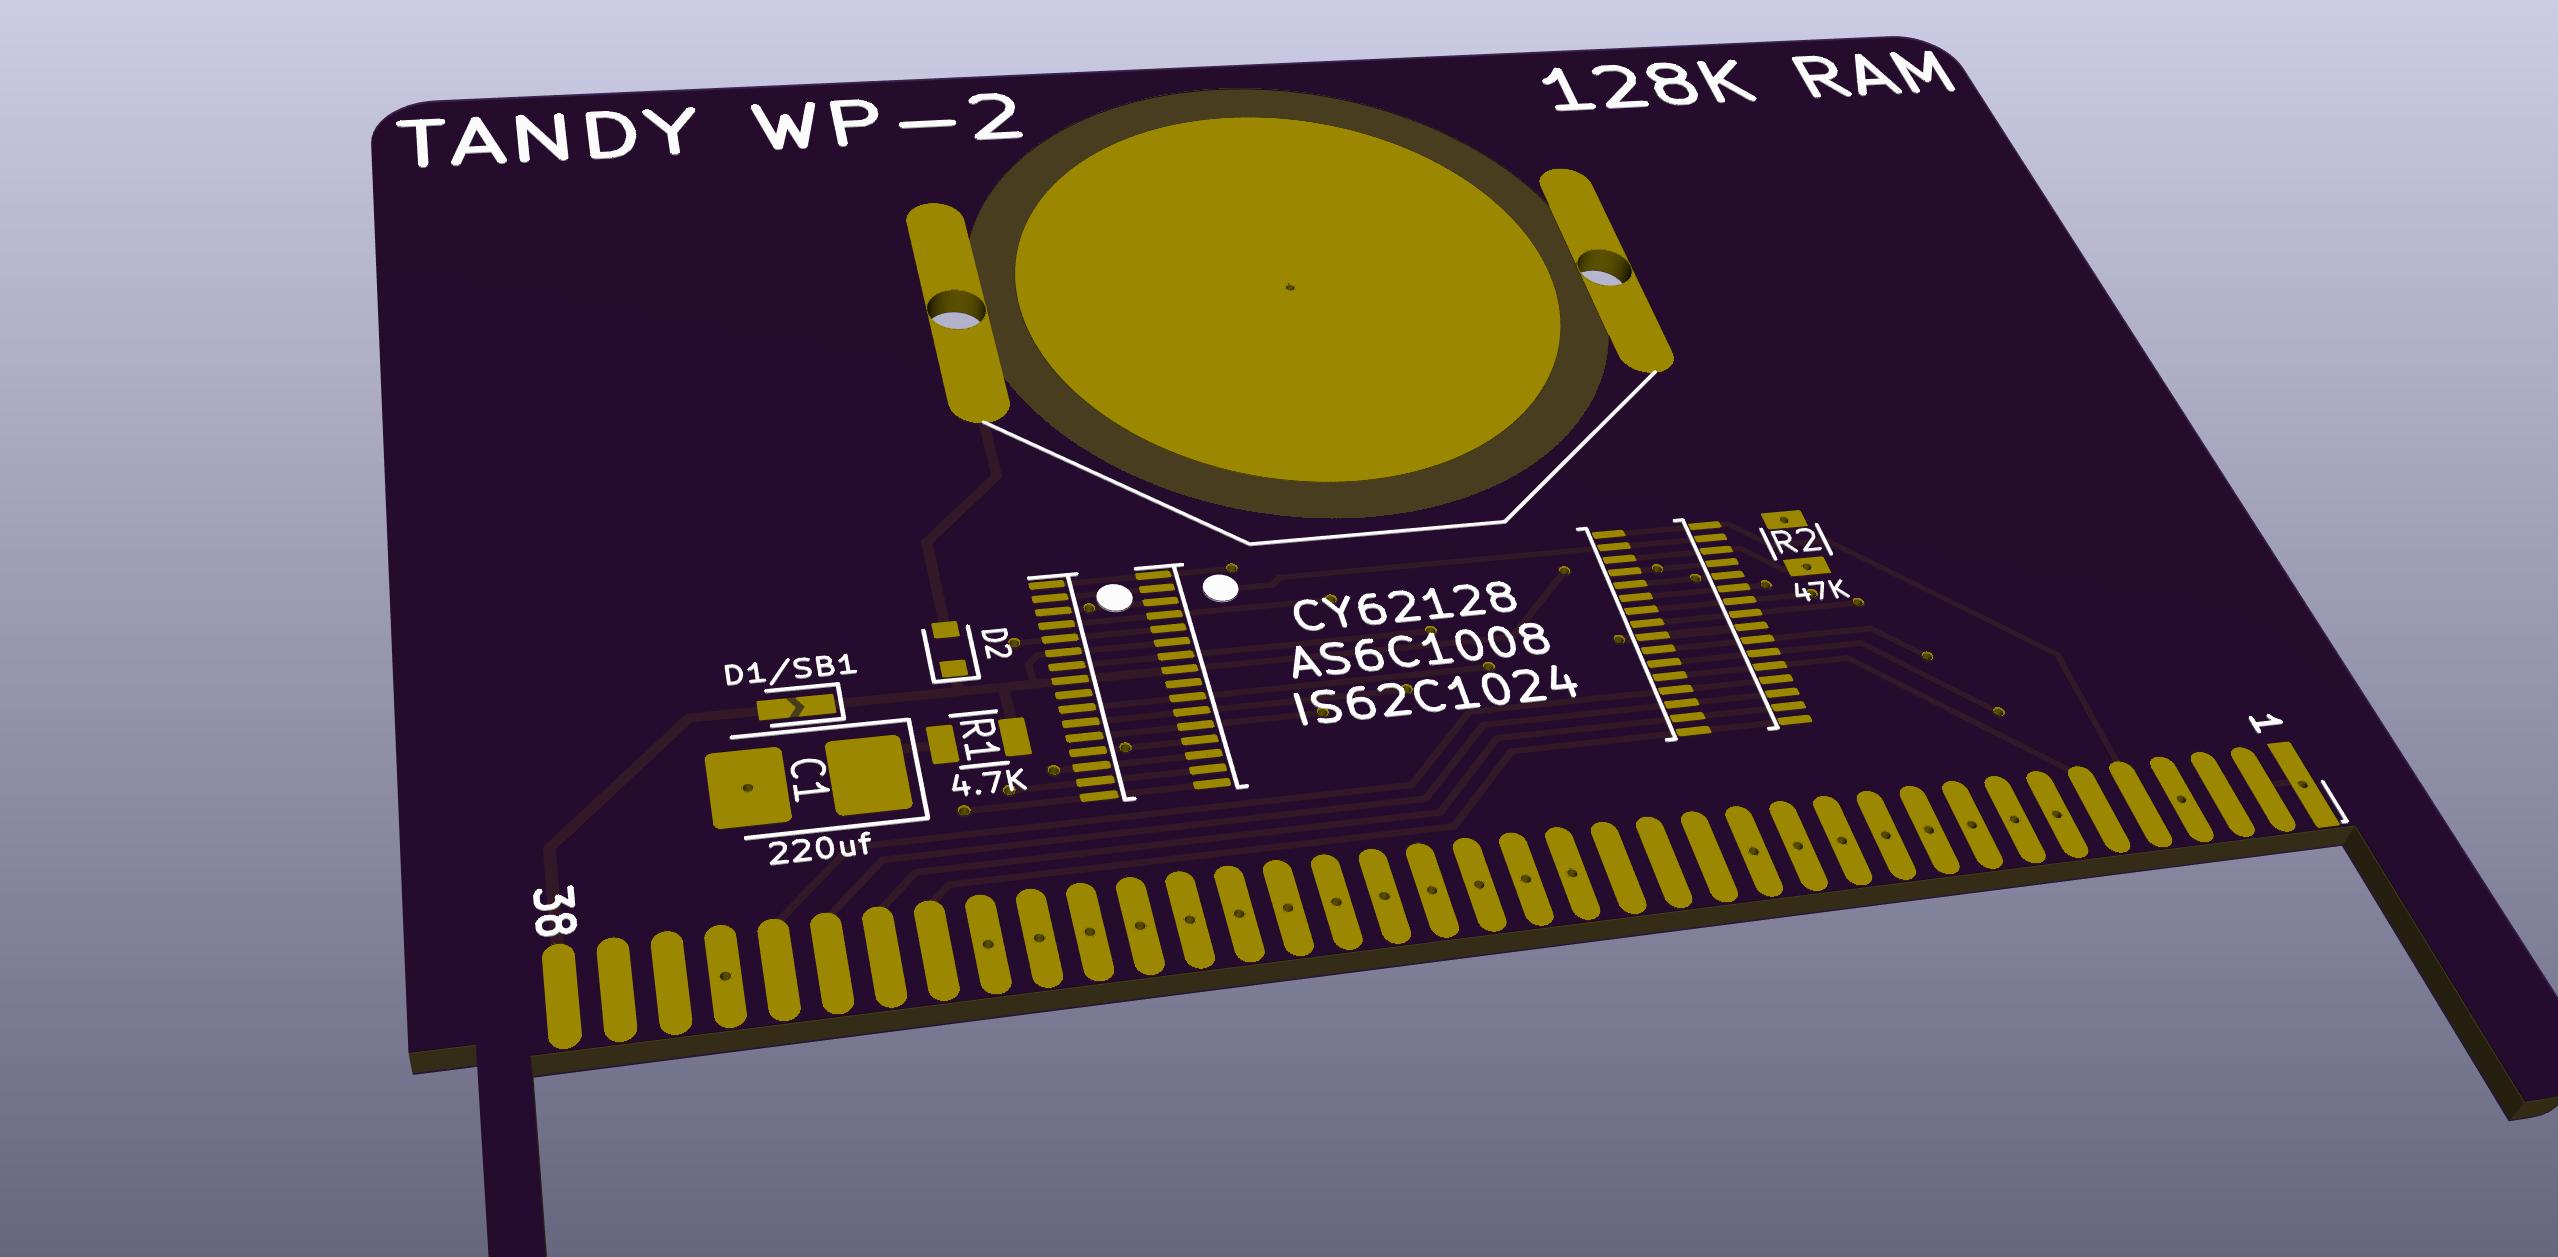 TANDY WP-2
128K RAM
R2
47K
CY62128
AS6C1008
IS62C1024
D2
D1/SB1
R1
4.7K
C1
220uf
1
38